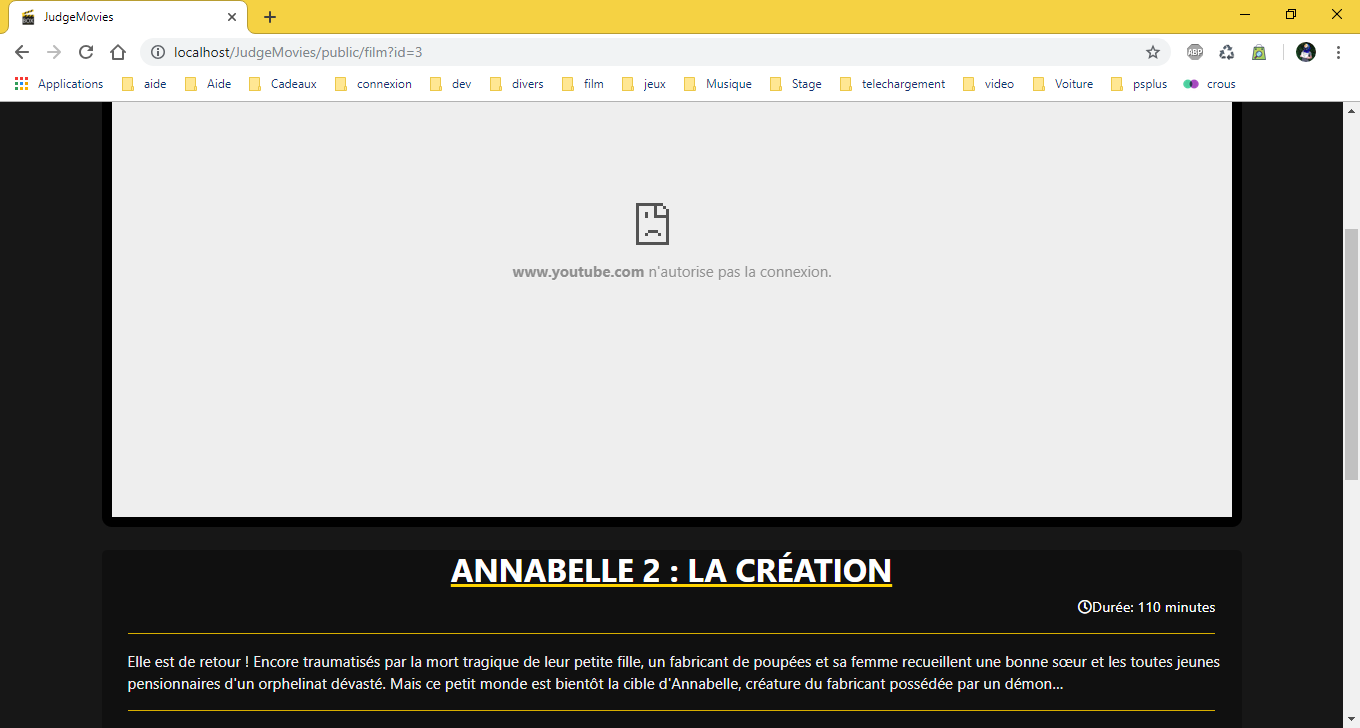 JudgeMovies
localhost/JudgeMovies/public/film?id=3
ABP
Applications aide Aide Cadeaux connexion dev divers film jeux Musique Stage telechargement video Voiture psplus crous
www.youtube.com n'autorise pas la connexion.
ANNABELLE 2 : LA CRÉATION
Durée: 110 minutes
Elle est de retour ! Encore traumatisés par la mort tragique de leur petite fille, un fabricant de poupées et sa femme recueillent une bonne sœur et les toutes jeunes
pensionnaires d'un orphelinat dévasté. Mais ce petit monde est bientôt la cible d'Annabelle, créature du fabricant possédée par un démon...